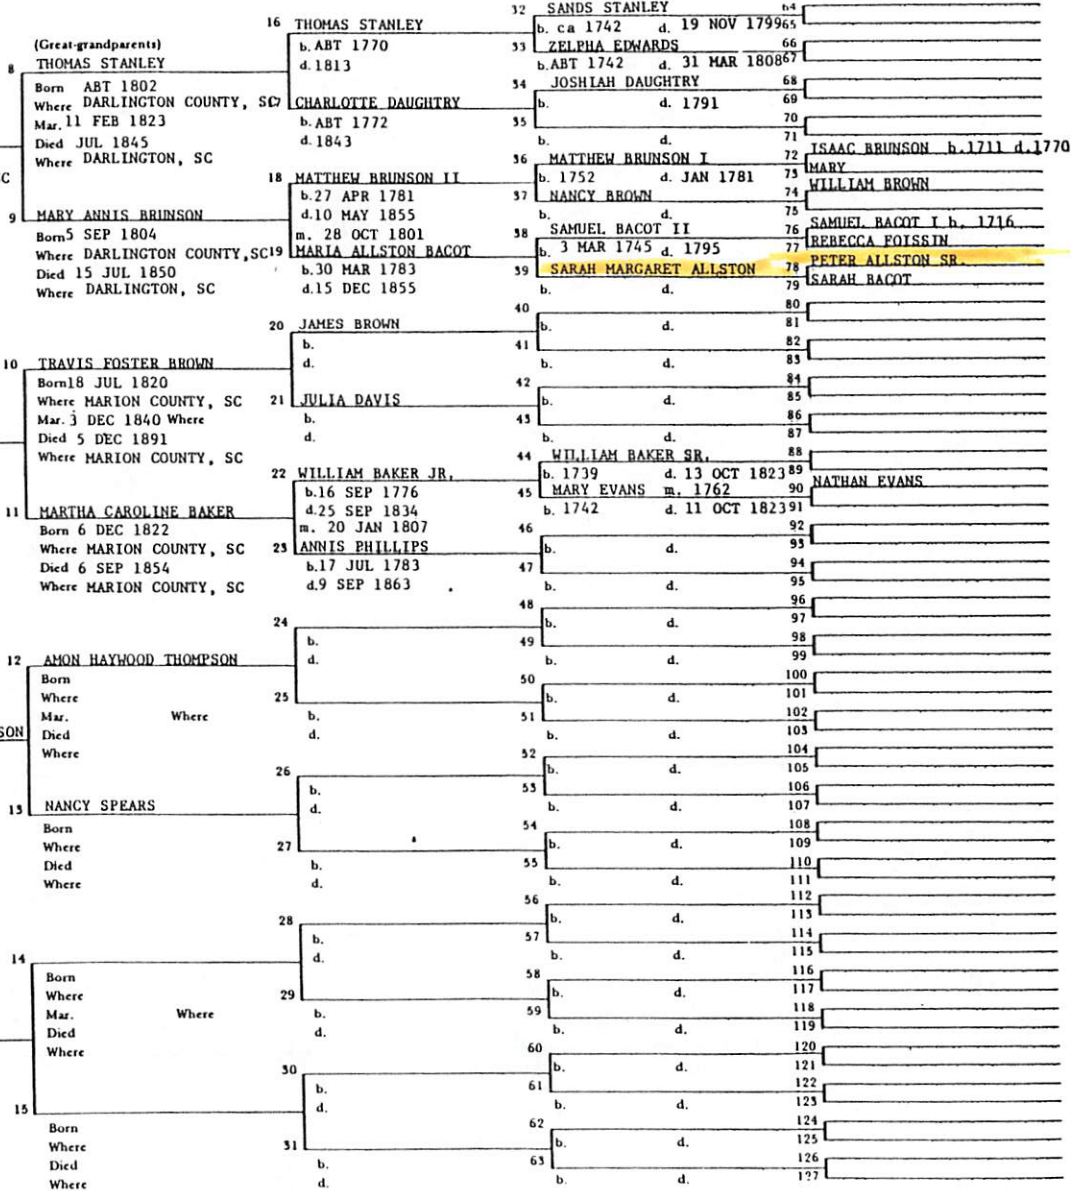 (Great-grandparents)
8 THOMAS STANLEY
Born ABT 1802
Where DARLINGTON COUNTY, SC
Mar. 11 FEB 1823
Died JUL 1845
Where DARLINGTON, SC
SC
9 MARY ANNIS BRUNSON
Born 5 SEP 1804
Where DARLINGTON COUNTY, SC
Died 15 JUL 1850
Where DARLINGTON, SC
10 TRAVIS FOSTER BROWN
Born 18 JUL 1820
Where MARION COUNTY, SC
Mar. 3 DEC 1840 Where
Died 5 DEC 1891
Where MARION COUNTY, SC
11 MARTHA CAROLINE BAKER
Born 6 DEC 1822
Where MARION COUNTY, SC
Died 6 SEP 1854
Where MARION COUNTY, SC
12 AMON HAYWOOD THOMPSON
Born
Where
Mar. Where
Died
Where
SON
13 NANCY SPEARS
Born
Where
Died
Where
14
Born
Where
Mar. Where
Died
Where
15
Born
Where
Died
Where
16 THOMAS STANLEY
b. ABT 1770
d. 1813
17 CHARLOTTE DAUGHTRY
b. ABT 1772
d. 1843
18 MATTHEW BRUNSON II
b. 27 APR 1781
d. 10 MAY 1855
m. 28 OCT 1801
19 MARIA ALLSTON BACOT
b. 30 MAR 1783
d. 15 DEC 1855
20 JAMES BROWN
b.
d.
21 JULIA DAVIS
b.
d.
22 WILLIAM BAKER JR,
b. 16 SEP 1776
d. 25 SEP 1834
m. 20 JAN 1807
23 ANNIS PHILLIPS
b. 17 JUL 1783
d. 9 SEP 1863
24
b.
d.
25
b.
d.
26
b.
d.
27
b.
d.
28
b.
d.
29
b.
d.
30
b.
d.
31
b.
d.
32 SANDS STANLEY
b. ca 1742 d. 19 NOV 1799
33 ZELPHA EDWARDS
b. ABT 1742 d. 31 MAR 1808
34 JOSHIAH DAUGHTRY
b. d. 1791
35
b. d.
36 MATTHEW BRUNSON I
b. 1752 d. JAN 1781
37 NANCY BROWN
b. d.
38 SAMUEL BACOT II
b. 3 MAR 1745 d. 1795
39 SARAH MARGARET ALLSTON
b. d.
40
b. d.
41
b. d.
42
b. d.
43
b. d.
44 WILLIAM BAKER SR,
b. 1739 d. 13 OCT 1823
45 MARY EVANS m. 1762
b. 1742 d. 11 OCT 1823
46
b. d.
47
b. d.
48
b. d.
49
b. d.
50
b. d.
51
b. d.
52
b. d.
53
b. d.
54
b. d.
55
b. d.
56
b. d.
57
b. d.
58
b. d.
59
b. d.
60
b. d.
61
b. d.
62
b. d.
63
b. d.
64
65
66
67
68
69
70
71
72 ISAAC BRUNSON b.1711 d.1770
73 MARY
74 WILLIAM BROWN
75
76 SAMUEL BACOT I b. 1716
77 REBECCA FOISSIN
78 PETER ALLSTON SR.
79 SARAH BACOT
80
81
82
83
84
85
86
87
88
89
90 NATHAN EVANS
91
92
93
94
95
96
97
98
99
100
101
102
103
104
105
106
107
108
109
110
111
112
113
114
115
116
117
118
119
120
121
122
123
124
125
126
127